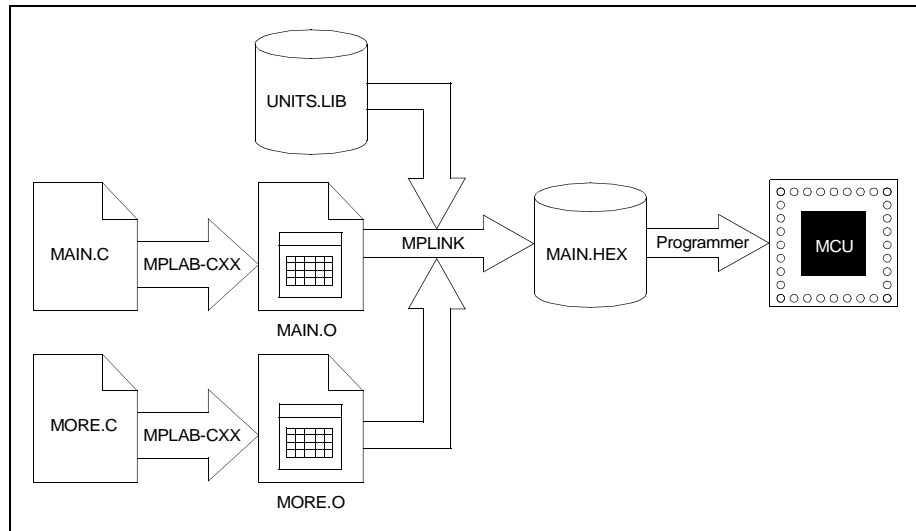 UNITS.LIB
MAIN.C
MPLAB-CXX
MAIN.O
MPLINK
MAIN.HEX
Programmer
MCU
MORE.C
MPLAB-CXX
MORE.O